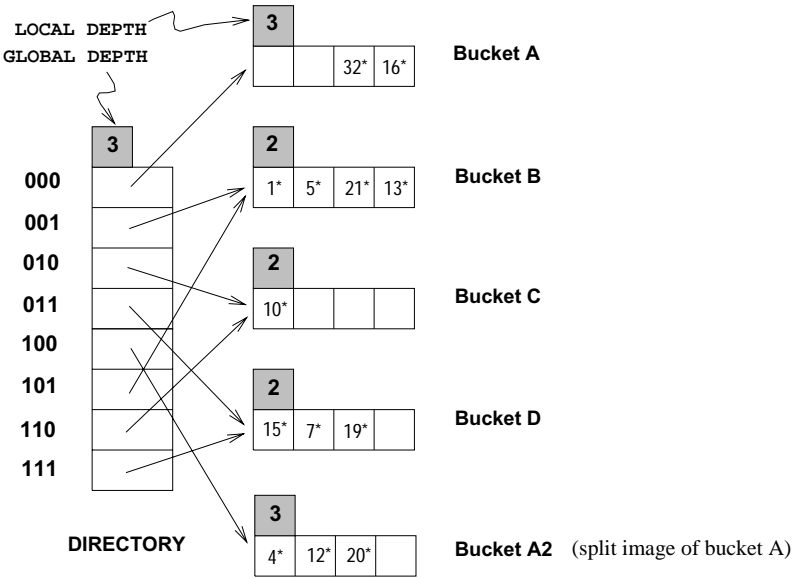 LOCAL DEPTH
GLOBAL DEPTH
3
32* 16*
Bucket A
3
000
001
010
011
100
101
110
111
DIRECTORY
2
1* 5* 21* 13*
Bucket B
2
10*
Bucket C
2
15* 7* 19*
Bucket D
3
4* 12* 20*
Bucket A2 (split image of bucket A)